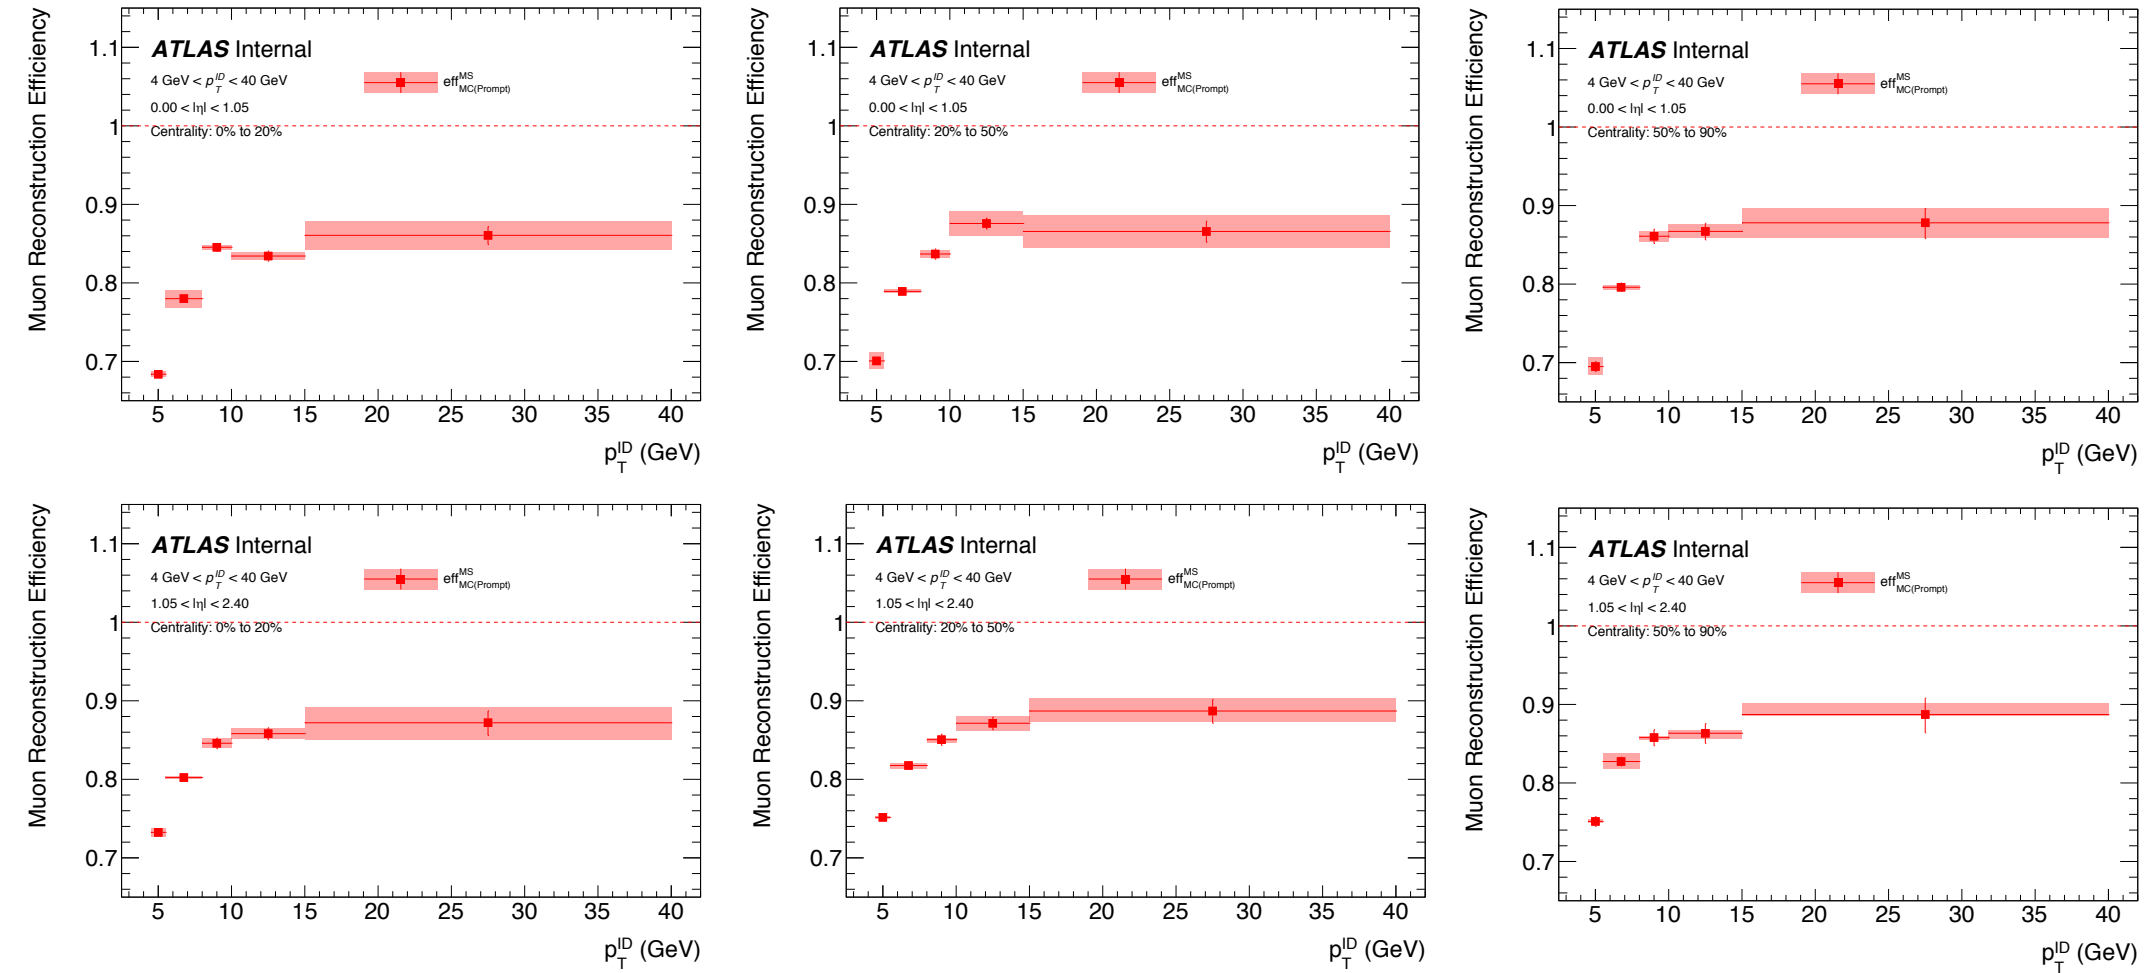 Muon Reconstruction Efficiency
ATLAS Internal
4 GeV < p_T^ID < 40 GeV
0.00 < |η| < 1.05
Centrality: 0% to 20%
eff^MS_MC(Prompt)
1.1
1
0.9
0.8
0.7
5 10 15 20 25 30 35 40
p_T^ID (GeV)
Muon Reconstruction Efficiency
ATLAS Internal
4 GeV < p_T^ID < 40 GeV
0.00 < |η| < 1.05
Centrality: 20% to 50%
eff^MS_MC(Prompt)
1.1
1
0.9
0.8
0.7
5 10 15 20 25 30 35 40
p_T^ID (GeV)
Muon Reconstruction Efficiency
ATLAS Internal
4 GeV < p_T^ID < 40 GeV
0.00 < |η| < 1.05
Centrality: 50% to 90%
eff^MS_MC(Prompt)
1.1
1
0.9
0.8
0.7
5 10 15 20 25 30 35 40
p_T^ID (GeV)
Muon Reconstruction Efficiency
ATLAS Internal
4 GeV < p_T^ID < 40 GeV
1.05 < |η| < 2.40
Centrality: 0% to 20%
eff^MS_MC(Prompt)
1.1
1
0.9
0.8
0.7
5 10 15 20 25 30 35 40
p_T^ID (GeV)
Muon Reconstruction Efficiency
ATLAS Internal
4 GeV < p_T^ID < 40 GeV
1.05 < |η| < 2.40
Centrality: 20% to 50%
eff^MS_MC(Prompt)
1.1
1
0.9
0.8
0.7
5 10 15 20 25 30 35 40
p_T^ID (GeV)
Muon Reconstruction Efficiency
ATLAS Internal
4 GeV < p_T^ID < 40 GeV
1.05 < |η| < 2.40
Centrality: 50% to 90%
eff^MS_MC(Prompt)
1.1
1
0.9
0.8
0.7
5 10 15 20 25 30 35 40
p_T^ID (GeV)